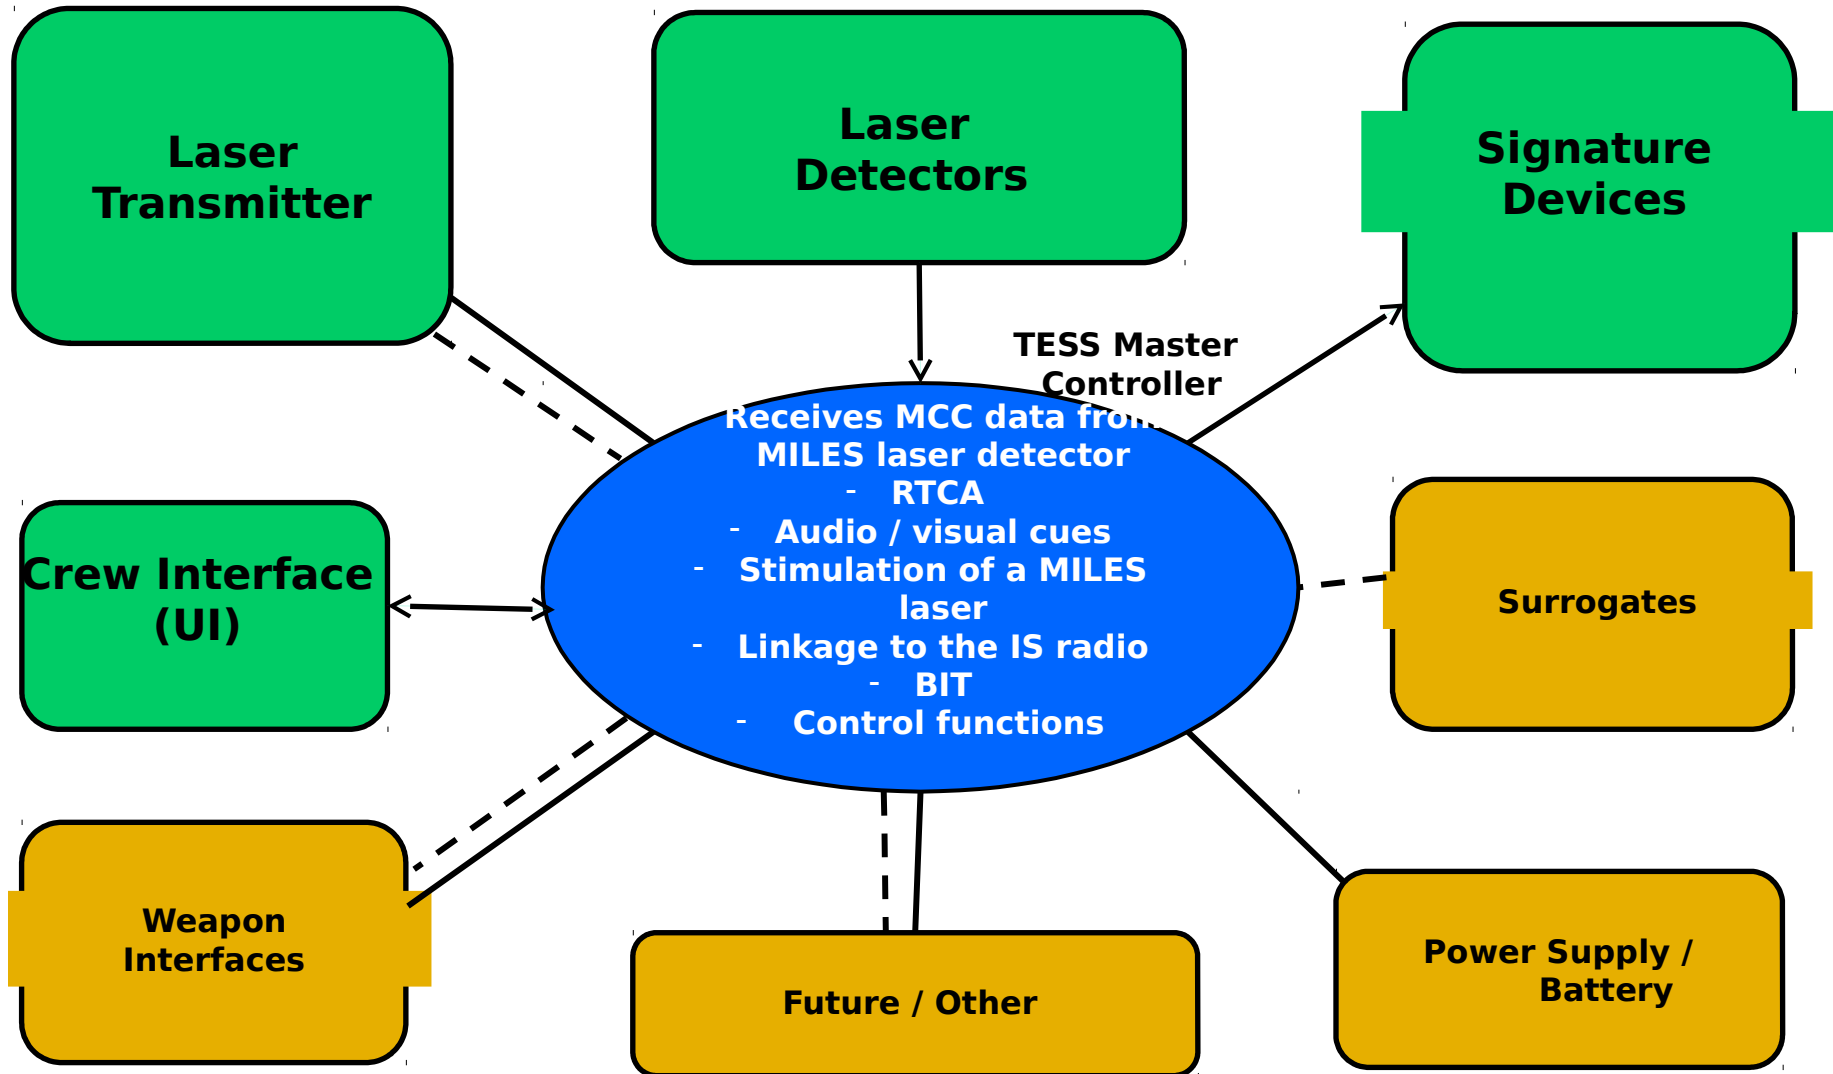 Laser
Transmitter
Laser
Detectors
Signature
Devices
TESS Master
Controller
Receives MCC data from
MILES laser detector
- RTCA
- Audio / visual cues
- Stimulation of a MILES
laser
- Linkage to the IS radio
- BIT
- Control functions
Crew Interface
(UI)
Surrogates
Weapon
Interfaces
Future / Other
Power Supply /
Battery